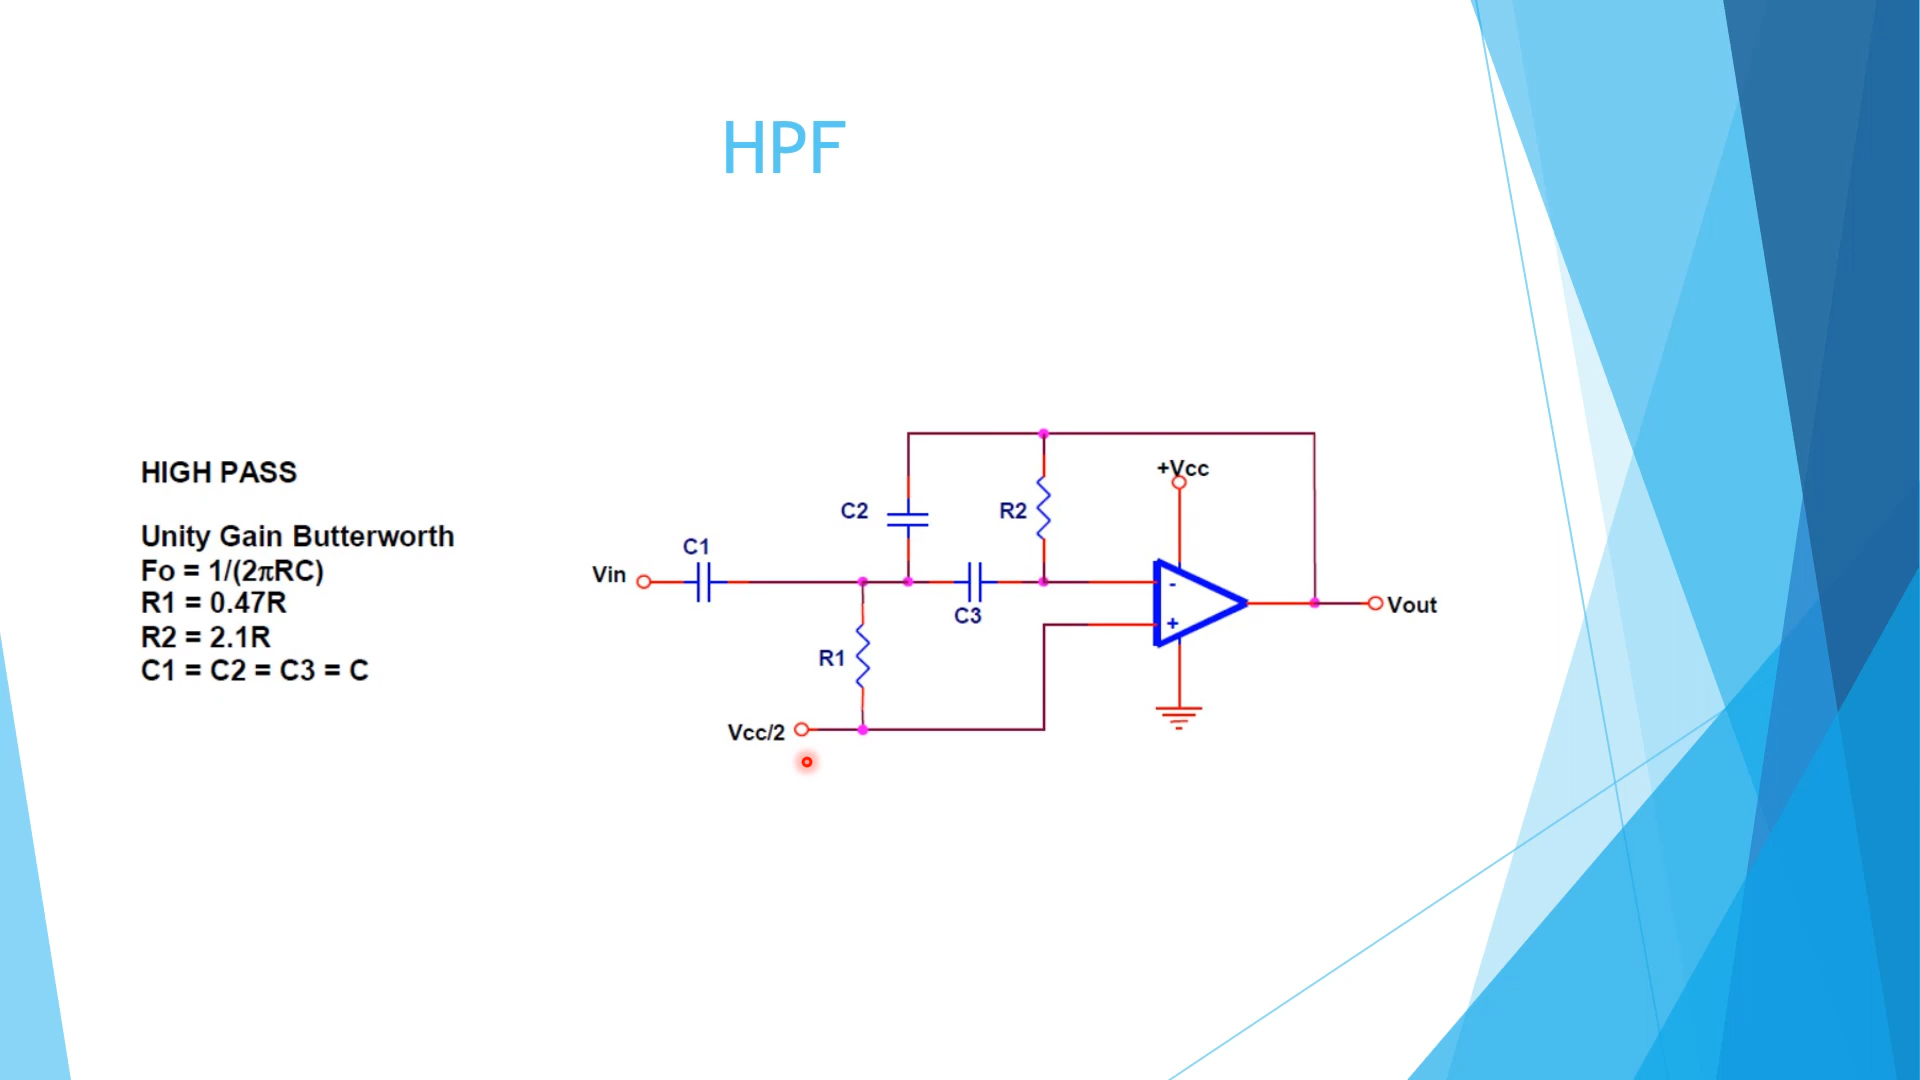 HPF
HIGH PASS
Unity Gain Butterworth
Fo = 1/(2πRC)
R1 = 0.47R
R2 = 2.1R
C1 = C2 = C3 = C
+Vcc
C2
R2
C1
Vin
-
C3
+
Vout
R1
Vcc/2